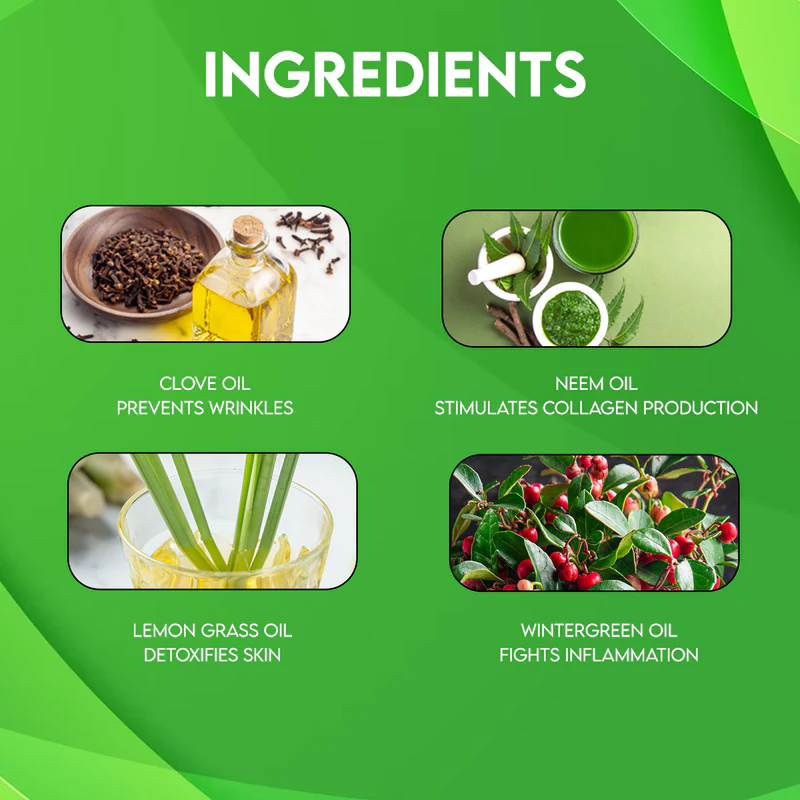 INGREDIENTS
CLOVE OIL
PREVENTS WRINKLES
NEEM OIL
STIMULATES COLLAGEN PRODUCTION
LEMON GRASS OIL
DETOXIFIES SKIN
WINTERGREEN OIL
FIGHTS INFLAMMATION